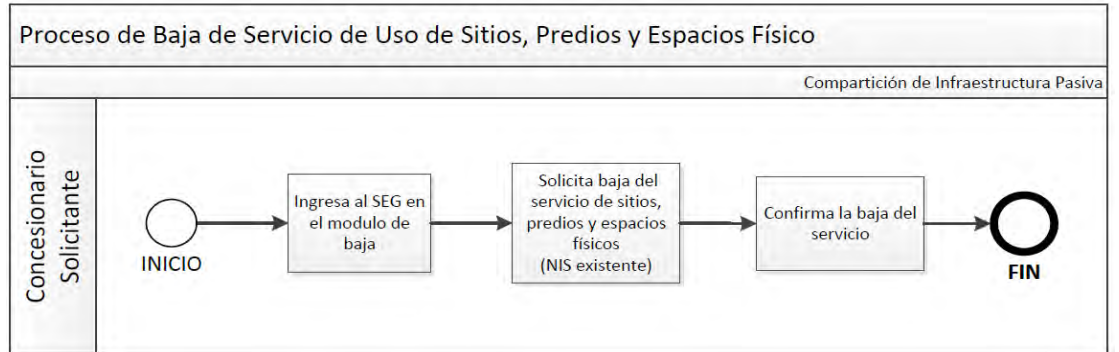 Proceso de Baja de Servicio de Uso de Sitios, Predios y Espacios Físico
Compartición de Infraestructura Pasiva
Concesionario
Solicitante
INICIO
Ingresa al SEG en
el modulo de
baja
Solicita baja del
servicio de sitios,
predios y espacios
físicos
(NIS existente)
Confirma la baja del
servicio
FIN